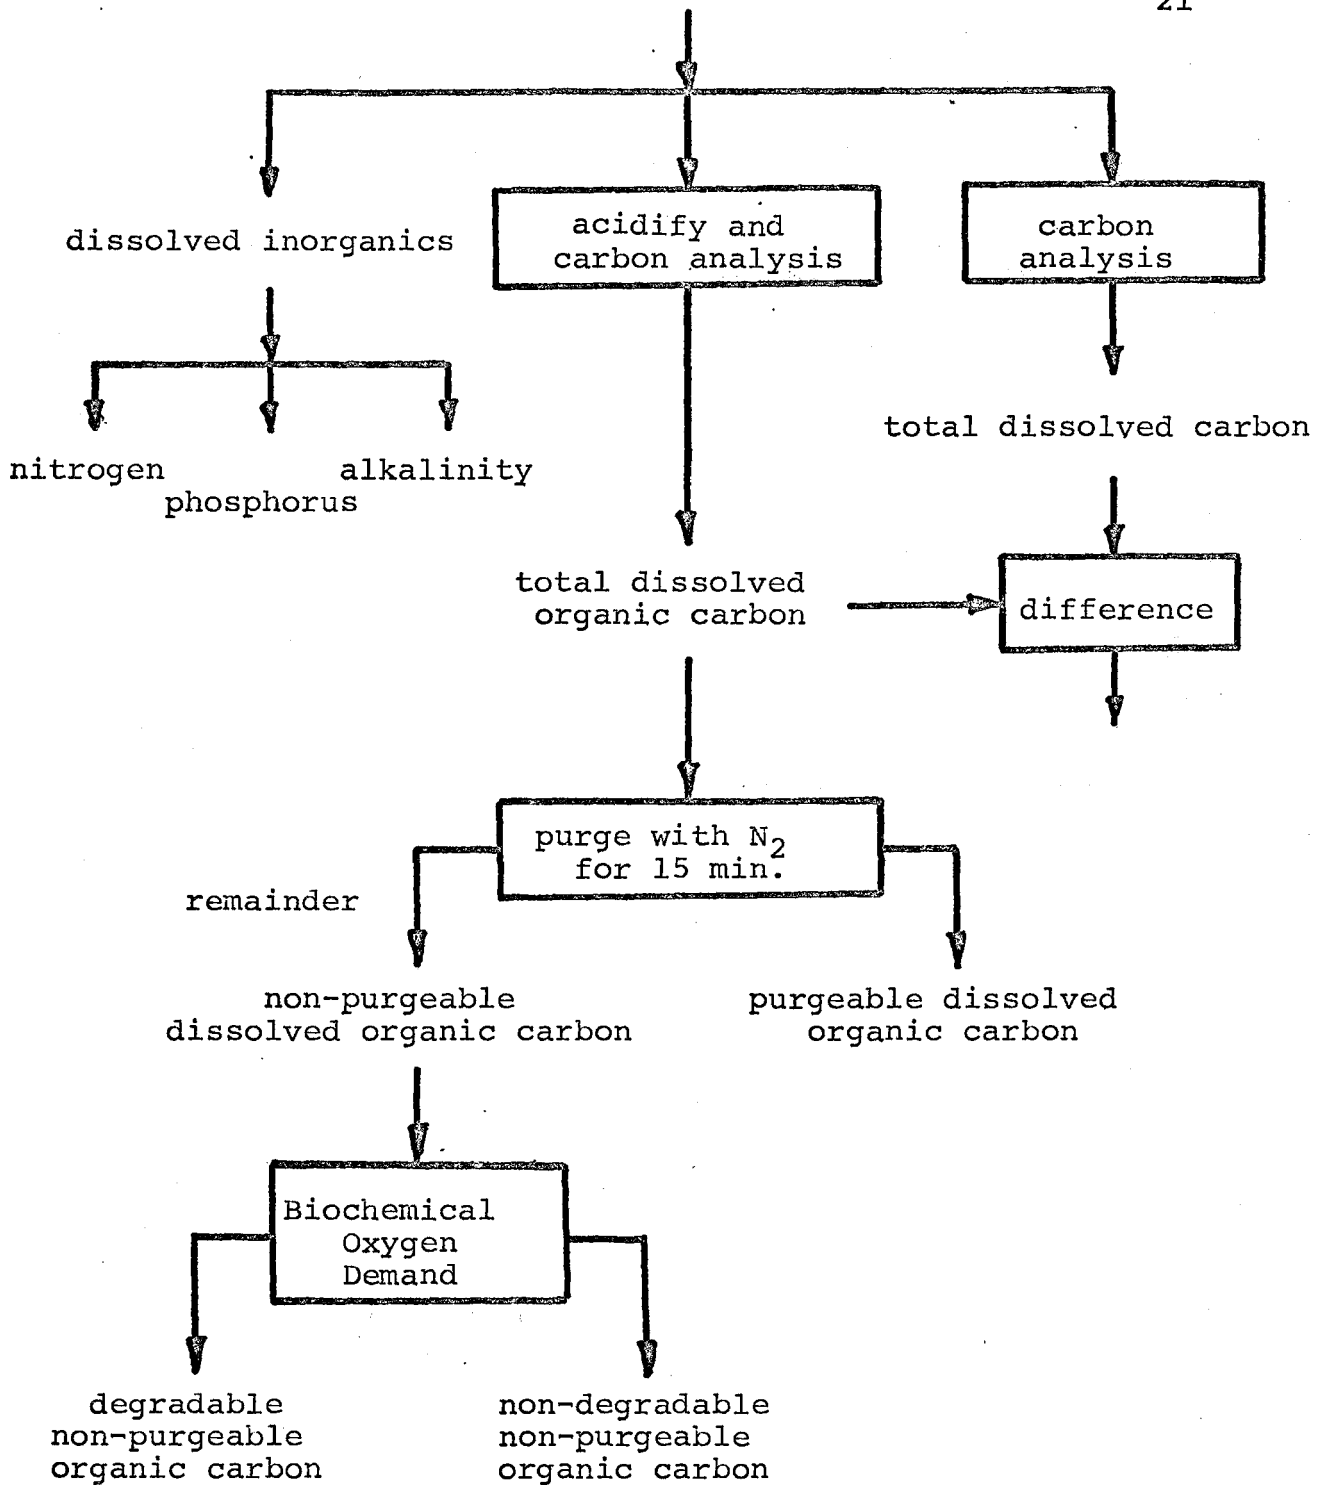 21
dissolved inorganics
acidify and
carbon analysis
carbon
analysis
nitrogen
phosphorus
alkalinity
total dissolved carbon
total dissolved
organic carbon
difference
purge with N2
for 15 min.
remainder
non-purgeable
dissolved organic carbon
purgeable dissolved
organic carbon
Biochemical
Oxygen
Demand
degradable
non-purgeable
organic carbon
non-degradable
non-purgeable
organic carbon